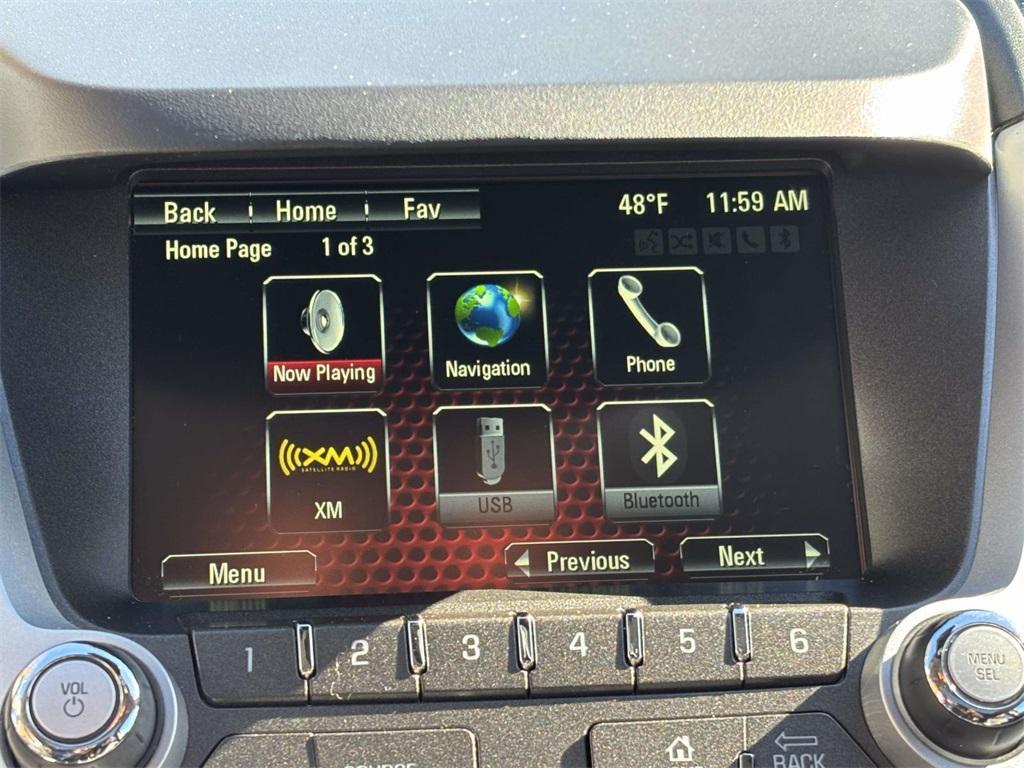 Back Home Fav 48°F 11:59 AM
Home Page 1 of 3
Now Playing Navigation Phone
XM
SATELLITE RADIO
XM USB Bluetooth
Menu Previous Next
1 2 3 4 5 6
VOL
MENU
SEL
BACK